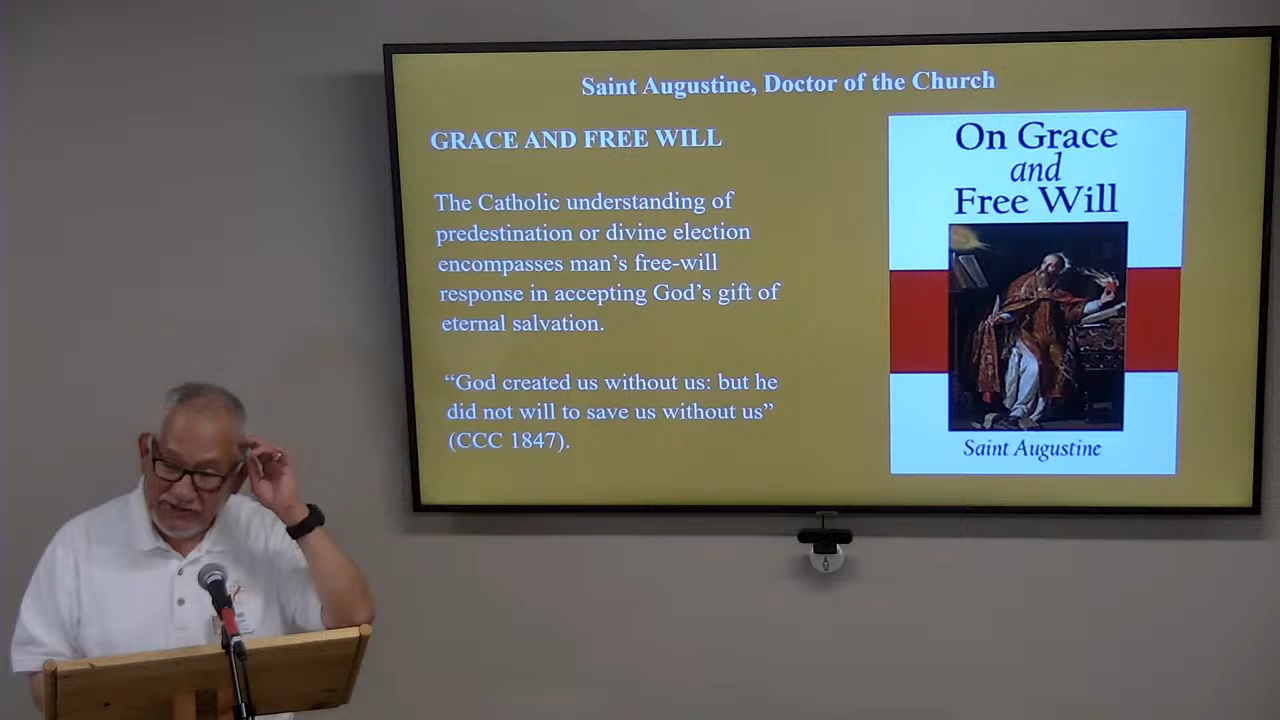 Saint Augustine, Doctor of the Church
GRACE AND FREE WILL
The Catholic understanding of
predestination or divine election
encompasses man’s free-will
response in accepting God’s gift of
eternal salvation.
“God created us without us: but he
did not will to save us without us”
(CCC 1847).
On Grace
and
Free Will
Saint Augustine